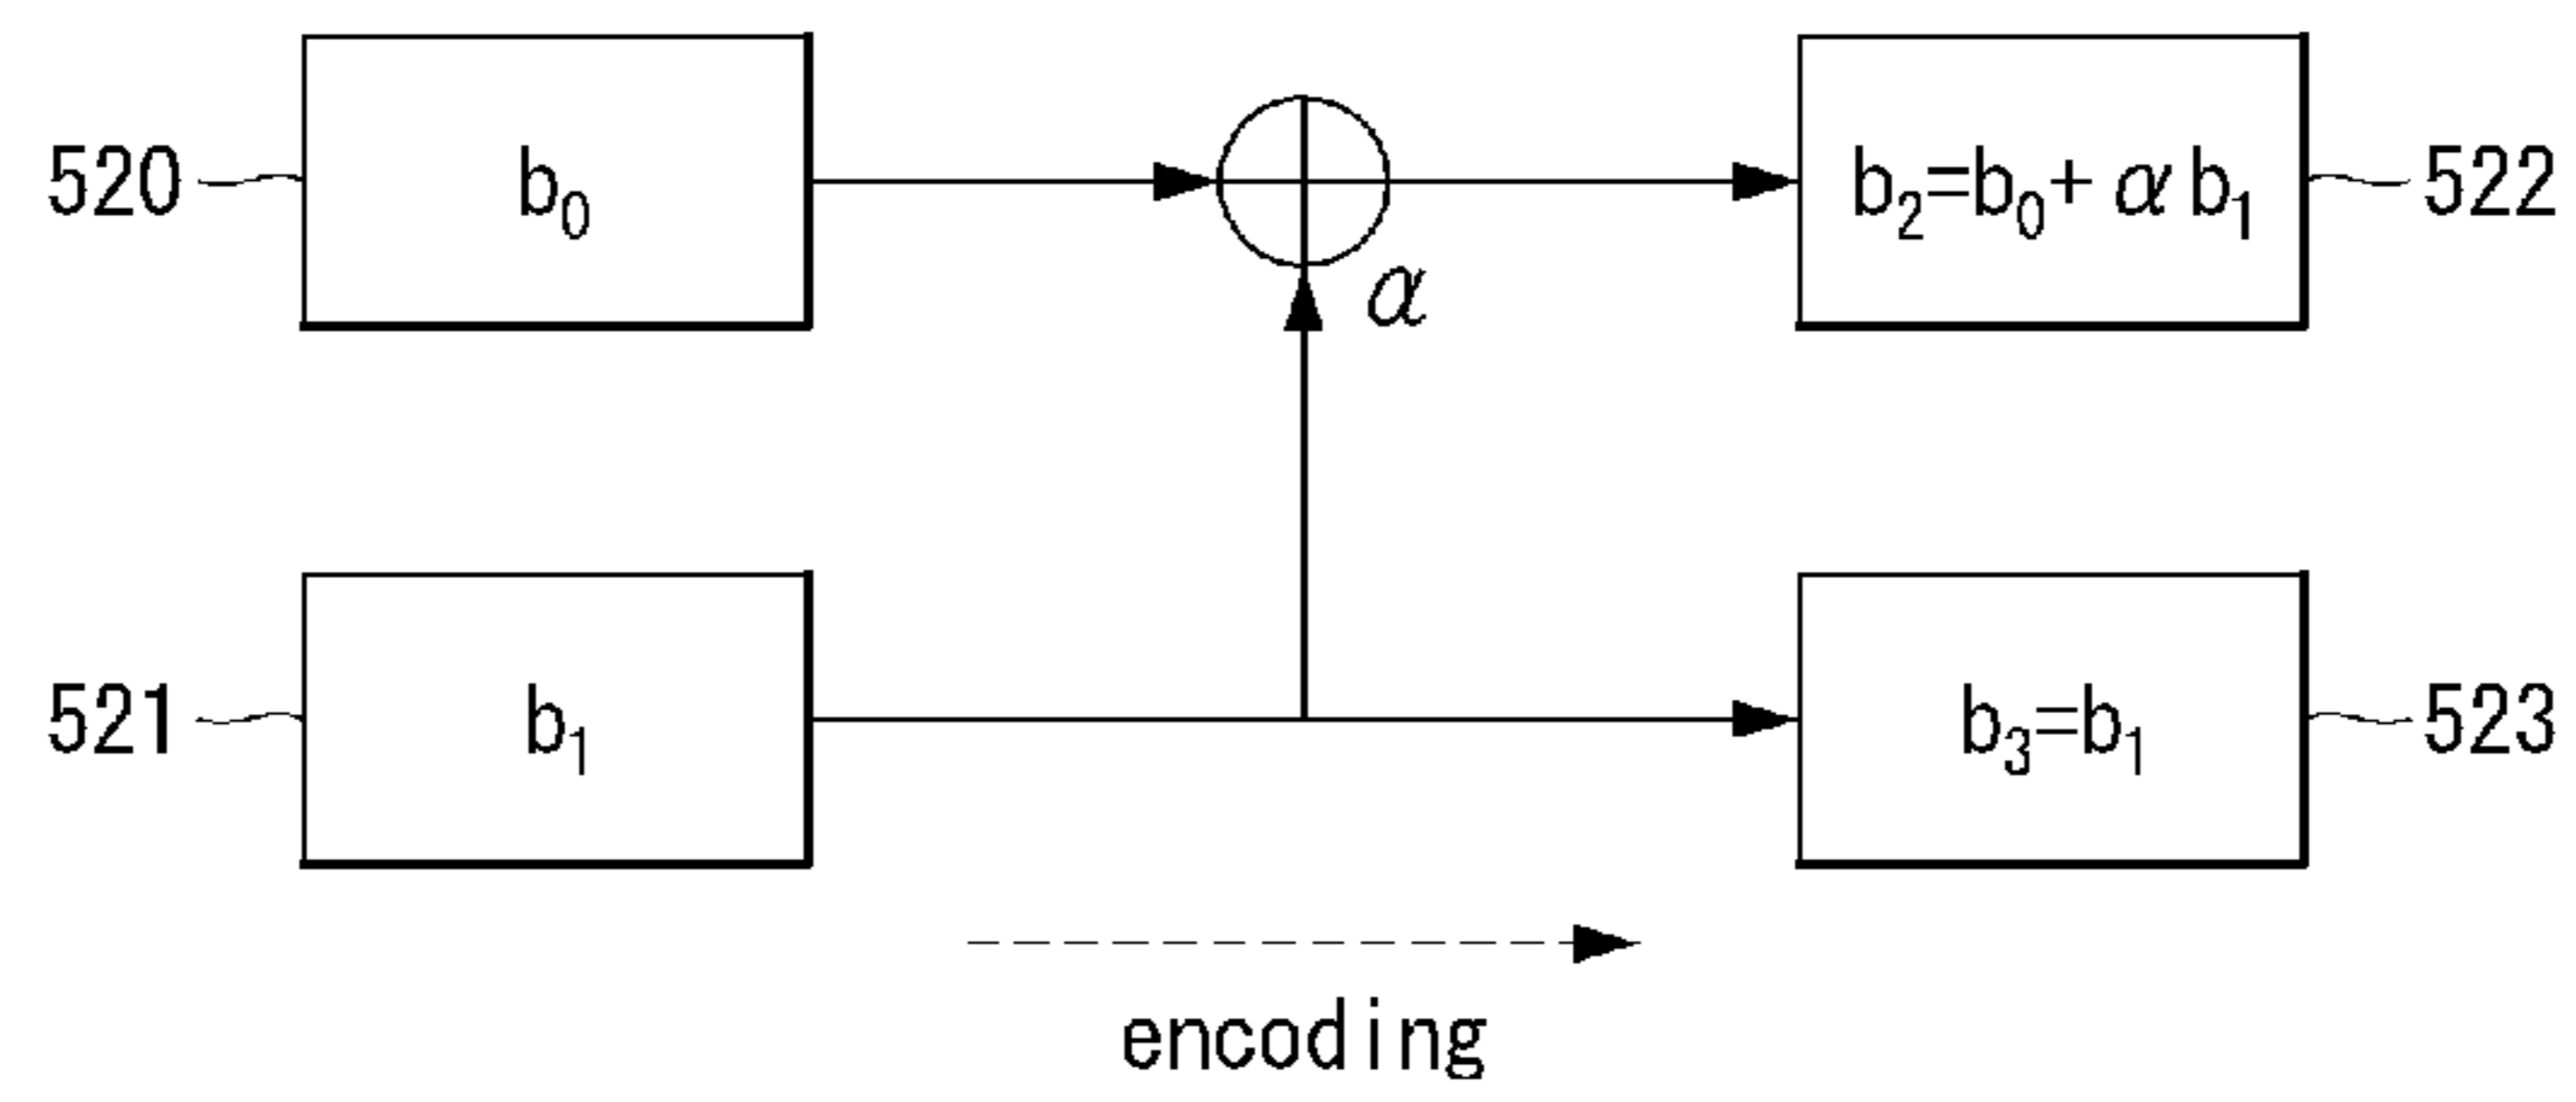 520 b₀ b₂=b₀+αb₁ 522
α
521 b₁ b₃=b₁ 523
encoding